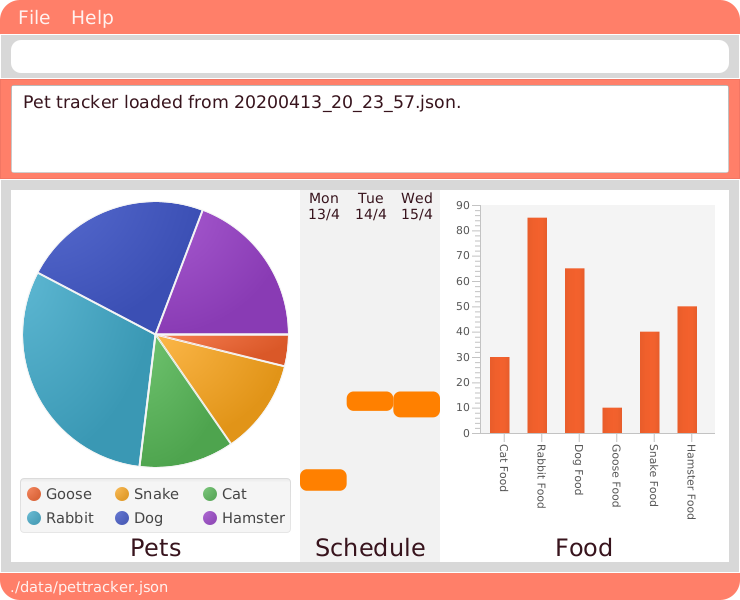 File Help
Pet tracker loaded from 20200413_20_23_57.json.
Mon Tue Wed
13/4 14/4 15/4
90
80
70
60
50
40
30
20
10
0
Cat Food
Rabbit Food
Dog Food
Goose Food
Snake Food
Hamster Food
Goose Snake Cat
Rabbit Dog Hamster
Pets Schedule Food
./data/pettracker.json